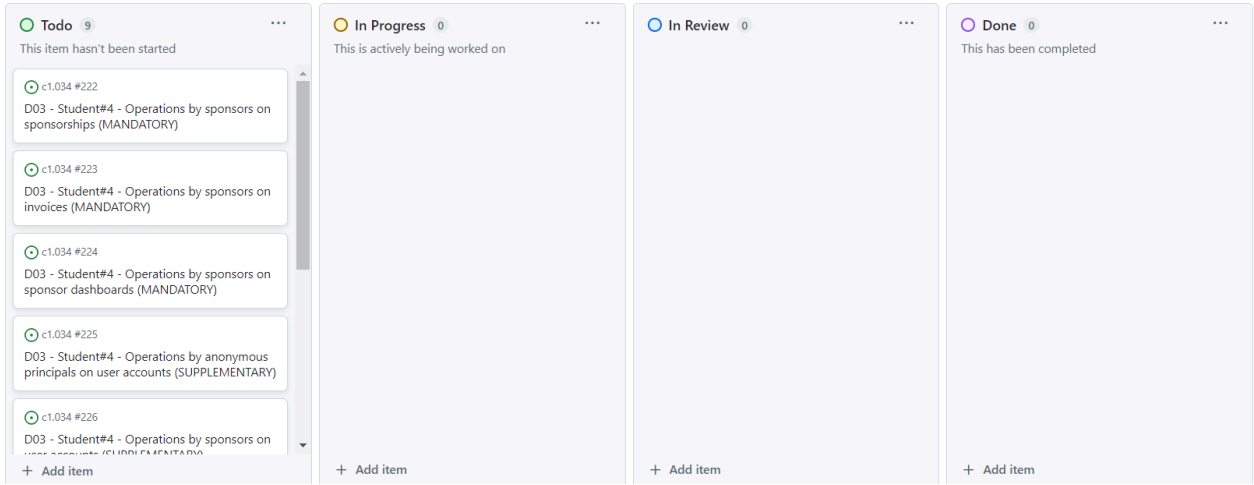 Todo 9
This item hasn't been started
c1.034 #222
D03 - Student#4 - Operations by sponsors on
sponsorships (MANDATORY)
c1.034 #223
D03 - Student#4 - Operations by sponsors on
invoices (MANDATORY)
c1.034 #224
D03 - Student#4 - Operations by sponsors on
sponsor dashboards (MANDATORY)
c1.034 #225
D03 - Student#4 - Operations by anonymous
principals on user accounts (SUPPLEMENTARY)
c1.034 #226
D03 - Student#4 - Operations by sponsors on
user accounts (SUPPLEMENTARY)
+ Add item
In Progress 0
This is actively being worked on
+ Add item
In Review 0
+ Add item
Done 0
This has been completed
+ Add item